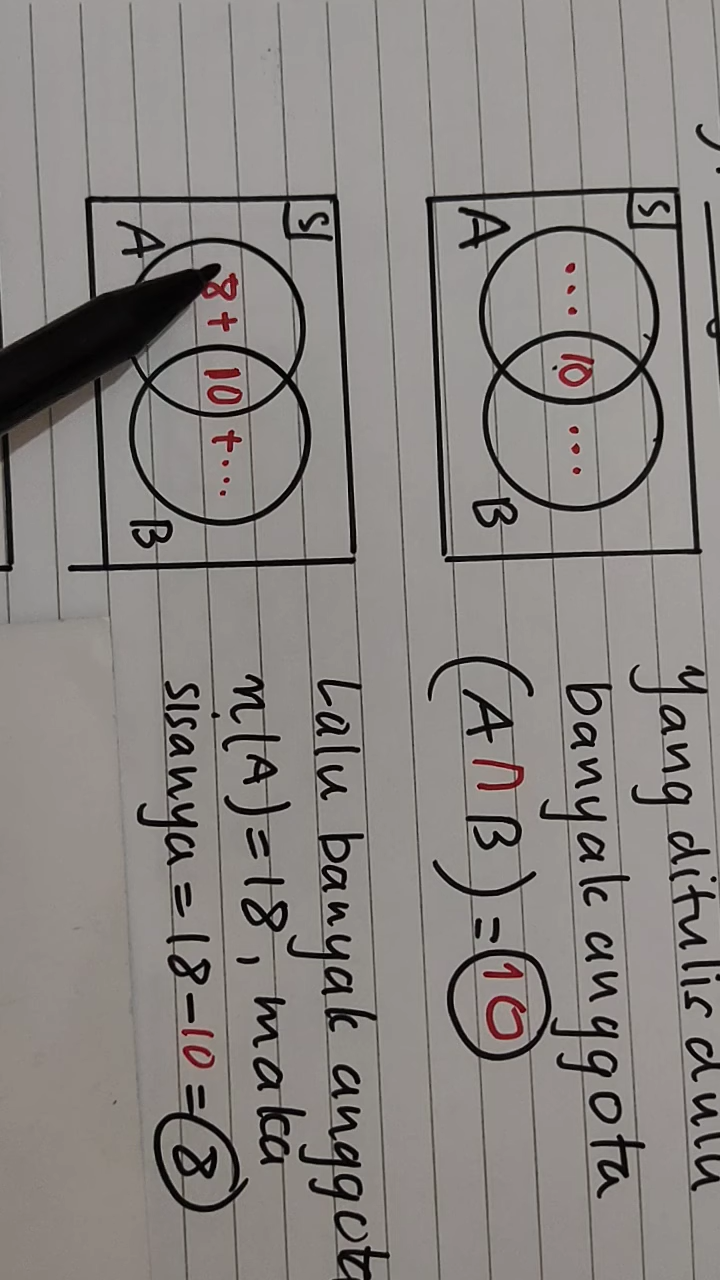 S
A
... 10 ...
B
yang ditulis dulu
banyak anggota
(A ∩ B) = 10
S
A
8 + 10 + ...
B
Lalu banyak anggota
n(A) = 18, maka
sisanya = 18 - 10 = 8